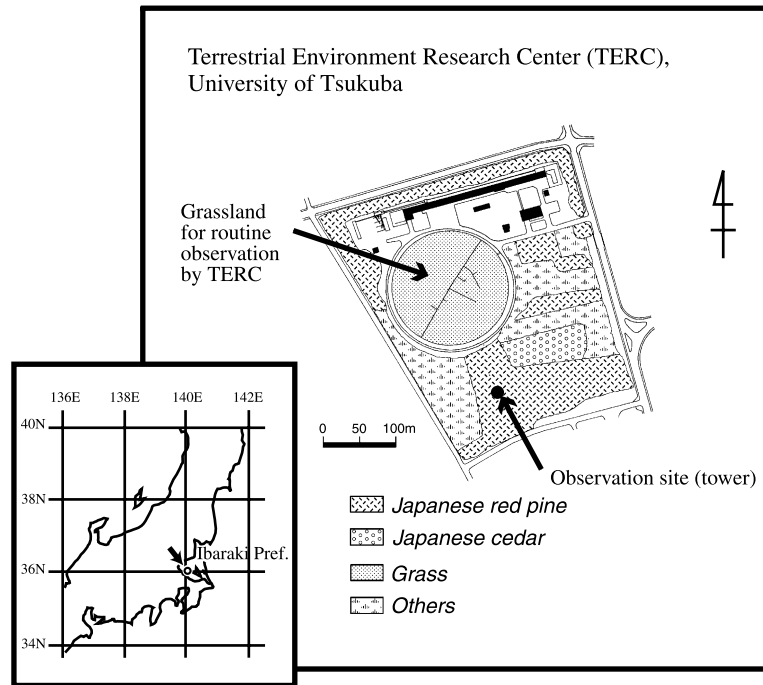 Terrestrial Environment Research Center (TERC),
University of Tsukuba
Grassland
for routine
observation
by TERC
0 50 100m
Observation site (tower)
Japanese red pine
Japanese cedar
Grass
Others
136E 138E 140E 142E
40N
38N
Ibaraki Pref.
36N
34N